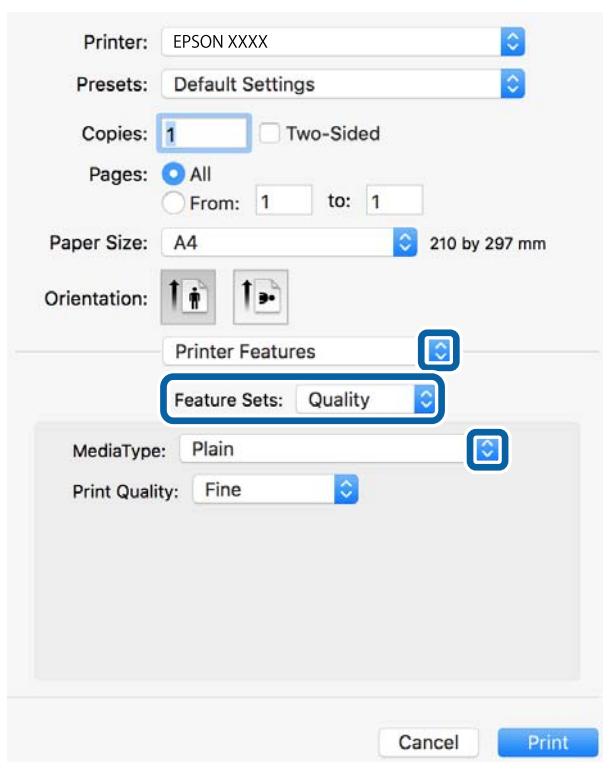 Printer: EPSON XXXX
Presets: Default Settings
Copies: 1 Two-Sided
Pages: All
From: 1 to: 1
Paper Size: A4 210 by 297 mm
Orientation:
Printer Features
Feature Sets: Quality
MediaType: Plain
Print Quality: Fine
Cancel Print